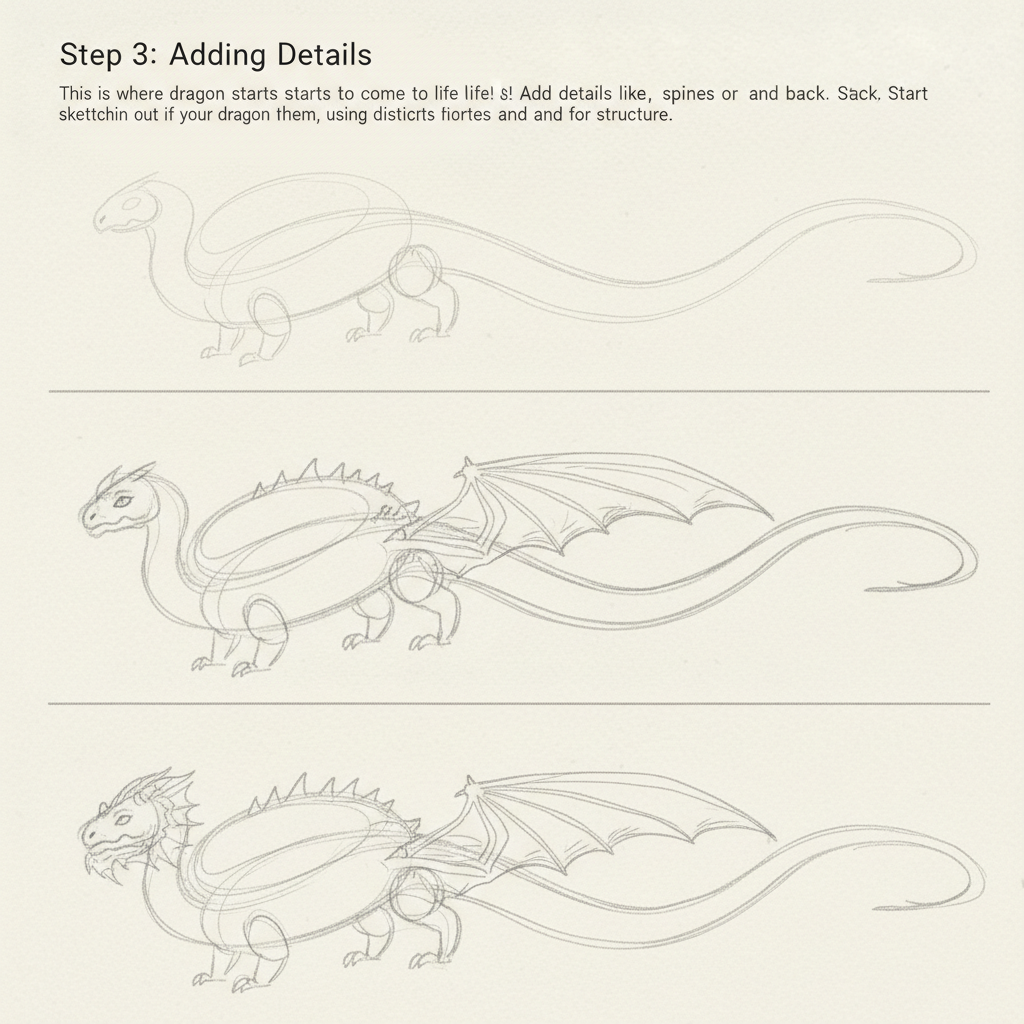 Step 3: Adding Details
This is where dragon starts starts to come to life life! s! Add details like, spines or and back. Sack. Start
skettchin out if your dragon them, using disticrts fiortes and and for structure.